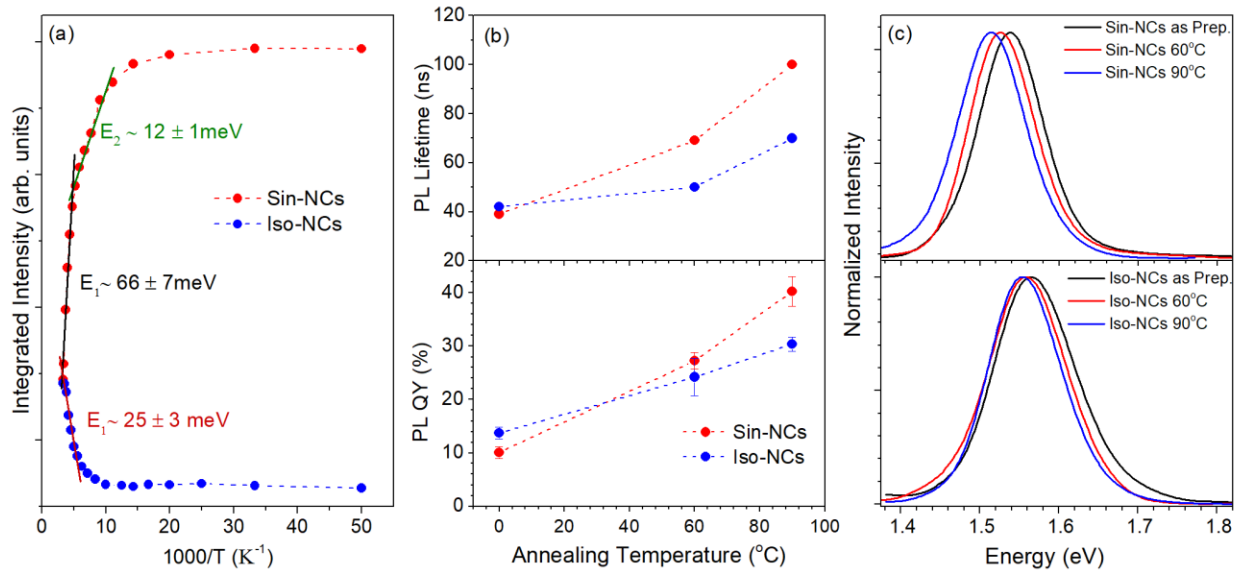 (a)
Integrated Intensity (arb. units)
E₂ ~ 12 ± 1meV
Sin-NCs
Iso-NCs
E₁~ 66 ± 7meV
E₁~ 25 ± 3 meV
0 10 20 30 40 50
1000/T (K⁻¹)
(b)
PL Lifetime (ns)
120
100
80
60
40
20
PL QY (%)
40
30
20
10
0
Sin-NCs
Iso-NCs
0 20 40 60 80 100
Annealing Temperature (°C)
(c)
Normalized Intensity
Sin-NCs as Prep.
Sin-NCs 60°C
Sin-NCs 90°C
Iso-NCs as Prep.
Iso-NCs 60°C
Iso-NCs 90°C
1.4 1.5 1.6 1.7 1.8
Energy (eV)